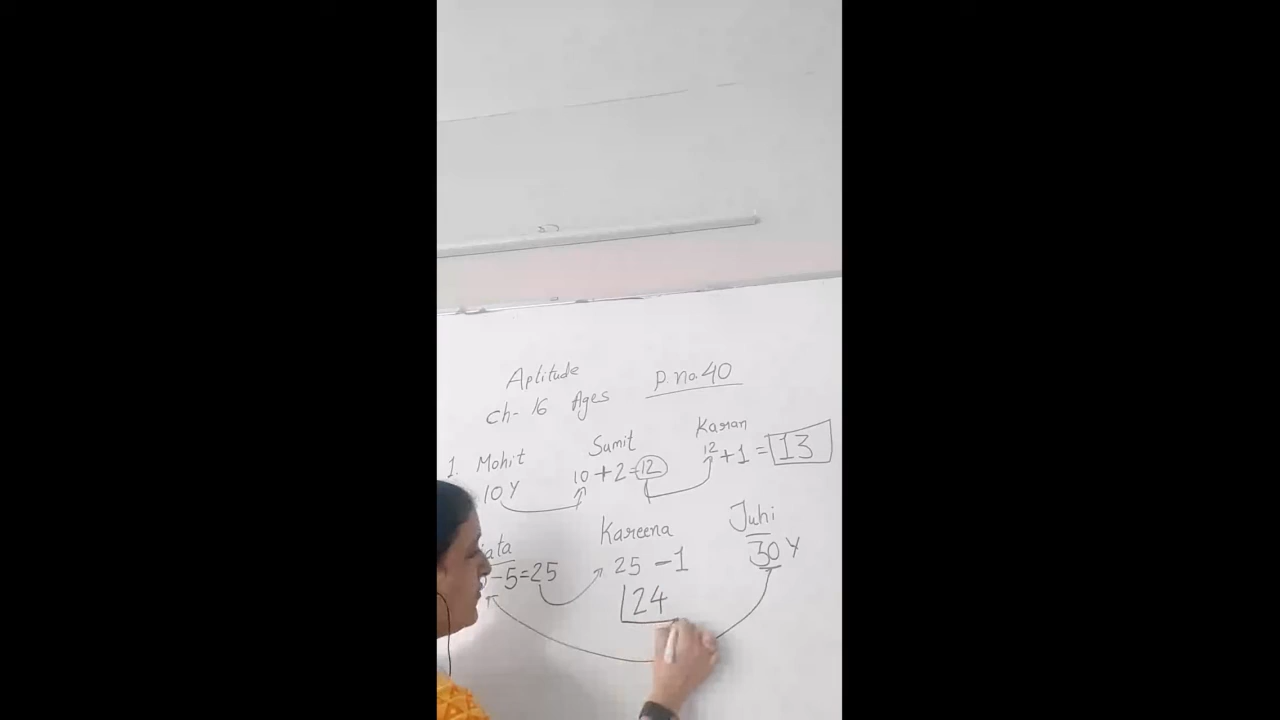 Aptitude P.no.40
Ch- 16 Ages
1. Mohit Sumit Karan
10 Y 10 + 2 = 12 12 + 1 = 13
Kareena Juhi
-5=25 25 -1 30 Y
24